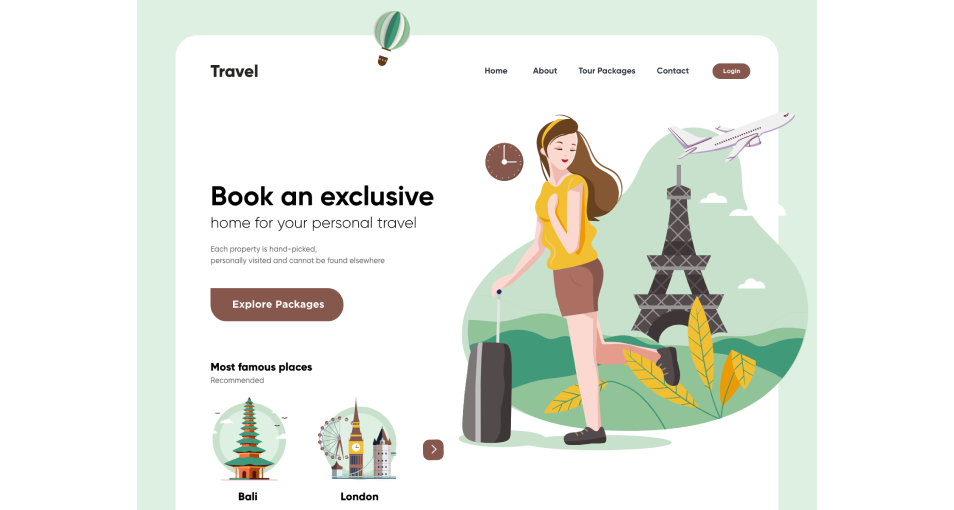 Travel
Home About Tour Packages Contact Login
Book an exclusive
home for your personal travel
Each property is hand-picked,
personally visited and cannot be found elsewhere
Explore Packages
Most famous places
Recommended
Bali London